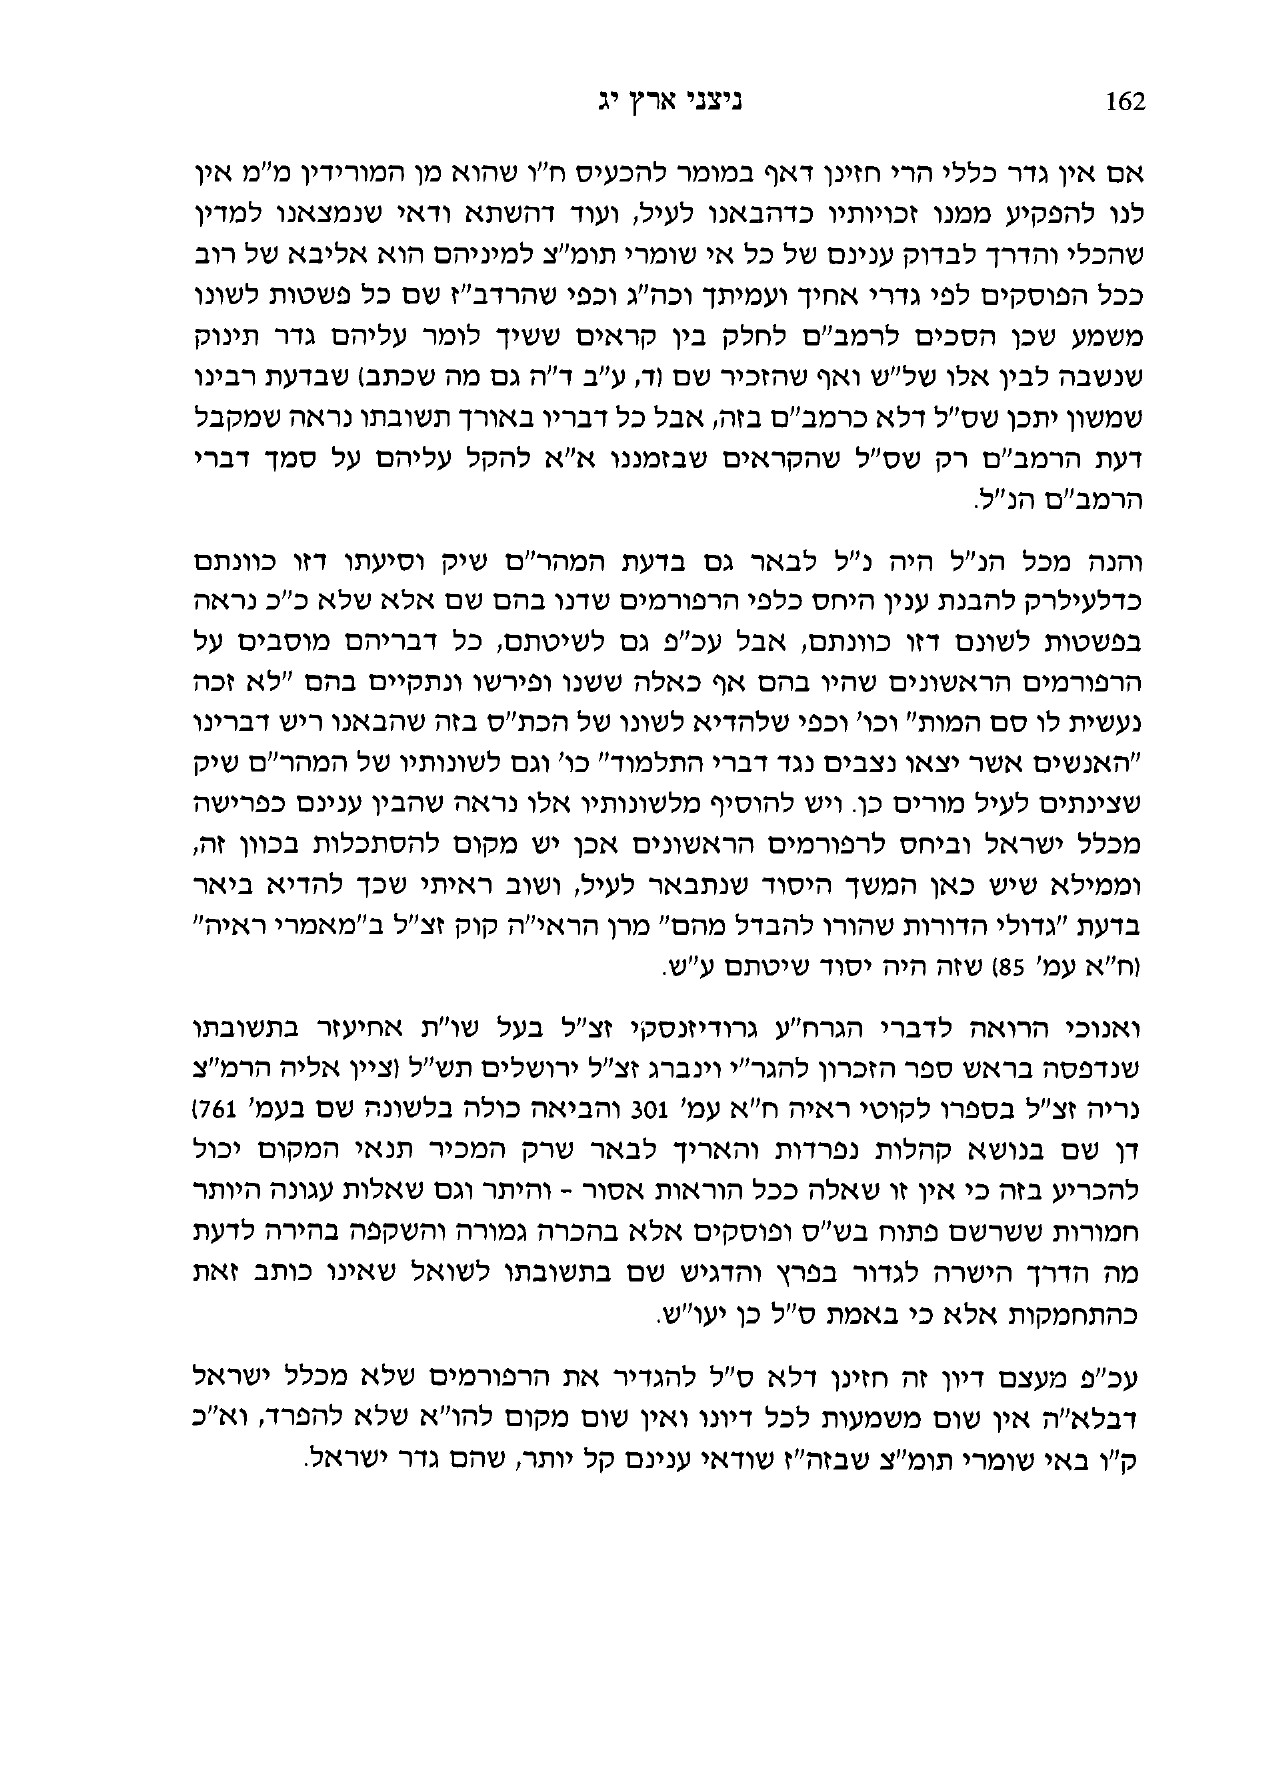 162
ניצני ארץ יג
אם אין גדר כללי הרי חזינן דאף במומר להכעיס ח"ו שהוא מן המורידין מ"מ אין
לנו להפקיע ממנו זכויותיו כדהבאנו לעיל, ועוד דהשתא ודאי שנמצאנו למדין
שהכלי והדרך לבדוק ענינם של כל אי שומרי תומ"צ למיניהם הוא אליבא של רוב
ככל הפוסקים לפי גדרי אחיך ועמיתך וכה"ג וכפי שהרדב"ז שם כל פשטות לשונו
משמע שכן הסכים לרמב"ם לחלק בין קראים ששיך לומר עליהם גדר תינוק
שנשבה לבין אלו של"ש ואף שהזכיר שם (ד, ע"ב ד"ה גם מה שכתב) שבדעת רבינו
שמשון יתכן שס"ל דלא כרמב"ם בזה, אבל כל דבריו באורך תשובתו נראה שמקבל
דעת הרמב"ם רק שס"ל שהקראים שבזמננו א"א להקל עליהם על סמך דברי
הרמב"ם הנ"ל.
והנה מכל הנ"ל היה נ"ל לבאר גם בדעת המהר"ם שיק וסיעתו דזו כוונתם
כדלעילרק להבנת ענין היחס כלפי הרפורמים שדנו בהם שם אלא שלא כ"כ נראה
בפשטות לשונם דזו כוונתם, אבל עכ"פ גם לשיטתם, כל דבריהם מוסבים על
הרפורמים הראשונים שהיו בהם אף כאלה ששנו ופירשו ונתקיים בהם "לא זכה
נעשית לו סם המות" וכו' וכפי שלהדיא לשונו של הכת"ס בזה שהבאנו ריש דברינו
"האנשים אשר יצאו נצבים נגד דברי התלמוד" כו' וגם לשונותיו של המהר"ם שיק
שצינתים לעיל מורים כן. ויש להוסיף מלשונותיו אלו נראה שהבין ענינם כפרישה
מכלל ישראל וביחס לרפורמים הראשונים אכן יש מקום להסתכלות בכוון זה,
וממילא שיש כאן המשך היסוד שנתבאר לעיל, ושוב ראיתי שכך להדיא ביאר
בדעת "גדולי הדורות שהורו להבדל מהם" מרן הראי"ה קוק זצ"ל ב"מאמרי ראיה"
(ח"א עמ' 85) שזה היה יסוד שיטתם ע"ש.
ואנוכי הרואה לדברי הגרח"ע גרודיזנסקי זצ"ל בעל שו"ת אחיעזר בתשובתו
שנדפסה בראש ספר הזכרון להגר"י וינברג זצ"ל ירושלים תש"ל (ציין אליה הרמ"צ
נריה זצ"ל בספרו לקוטי ראיה ח"א עמ' 301 והביאה כולה בלשונה שם בעמ' 761)
דן שם בנושא קהלות נפרדות והאריך לבאר שרק המכיר תנאי המקום יכול
להכריע בזה כי אין זו שאלה ככל הוראות אסור - והיתר וגם שאלות עגונה היותר
חמורות ששרשם פתוח בש"ס ופוסקים אלא בהכרה גמורה והשקפה בהירה לדעת
מה הדרך הישרה לגדור בפרץ והדגיש שם בתשובתו לשואל שאינו כותב זאת
כהתחמקות אלא כי באמת ס"ל כן יעו"ש.
עכ"פ מעצם דיון זה חזינן דלא ס"ל להגדיר את הרפורמים שלא מכלל ישראל
דבלא"ה אין שום משמעות לכל דיונו ואין שום מקום להו"א שלא להפרד, וא"כ
ק"ו באי שומרי תומ"צ שבזה"ז שודאי ענינם קל יותר, שהם גדר ישראל.